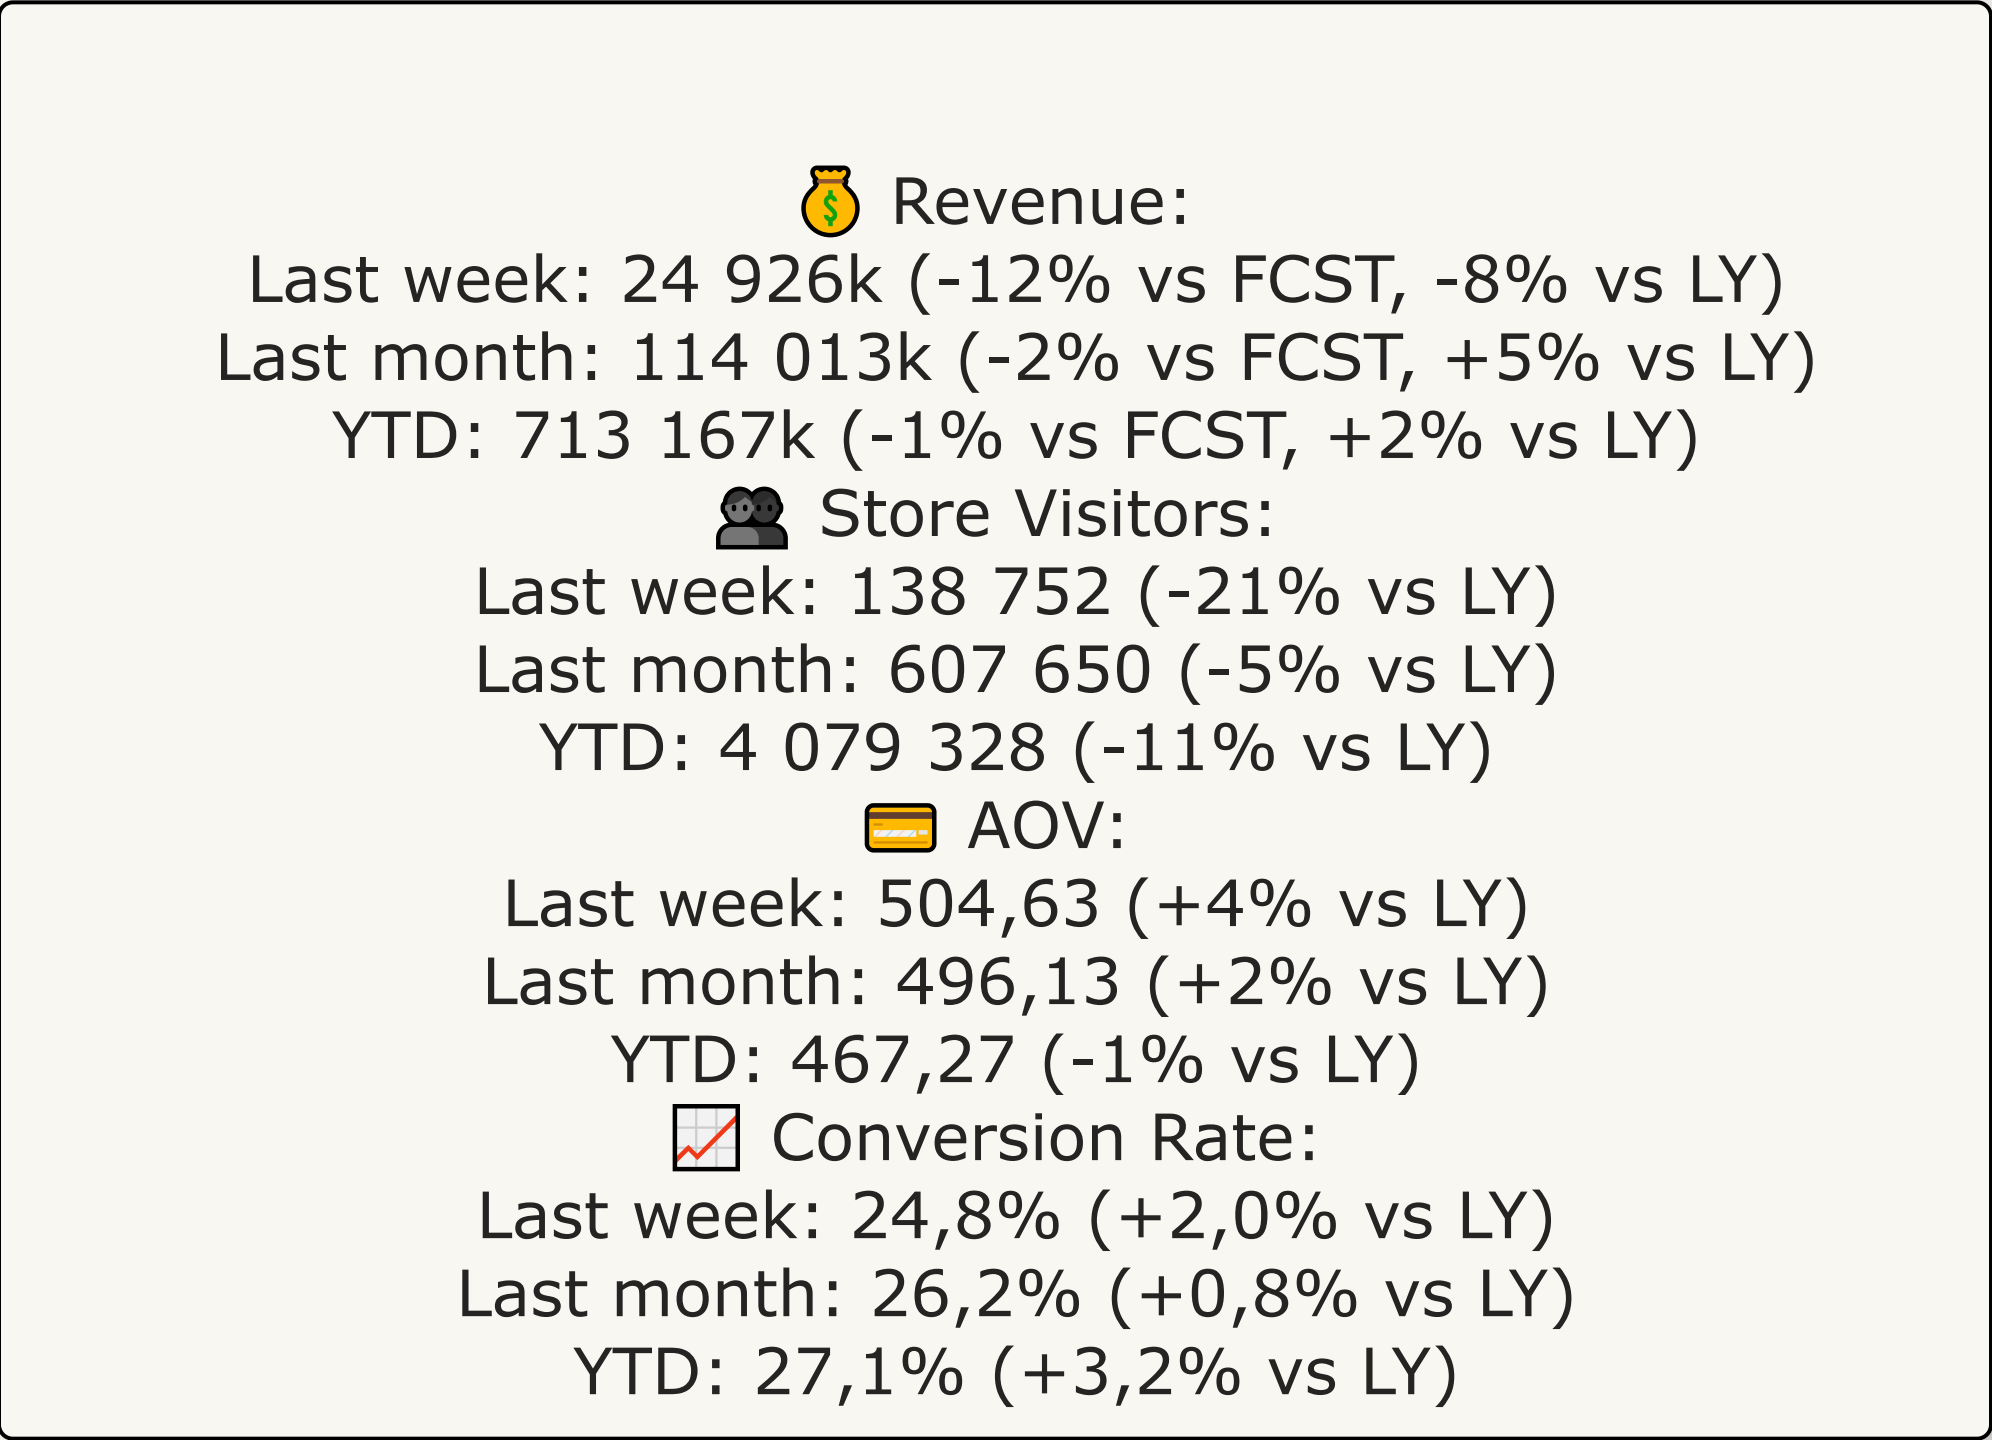 💰 Revenue:
Last week: 24 926k (-12% vs FCST, -8% vs LY)
Last month: 114 013k (-2% vs FCST, +5% vs LY)
YTD: 713 167k (-1% vs FCST, +2% vs LY)
👥 Store Visitors:
Last week: 138 752 (-21% vs LY)
Last month: 607 650 (-5% vs LY)
YTD: 4 079 328 (-11% vs LY)
💳 AOV:
Last week: 504,63 (+4% vs LY)
Last month: 496,13 (+2% vs LY)
YTD: 467,27 (-1% vs LY)
📈 Conversion Rate:
Last week: 24,8% (+2,0% vs LY)
Last month: 26,2% (+0,8% vs LY)
YTD: 27,1% (+3,2% vs LY)